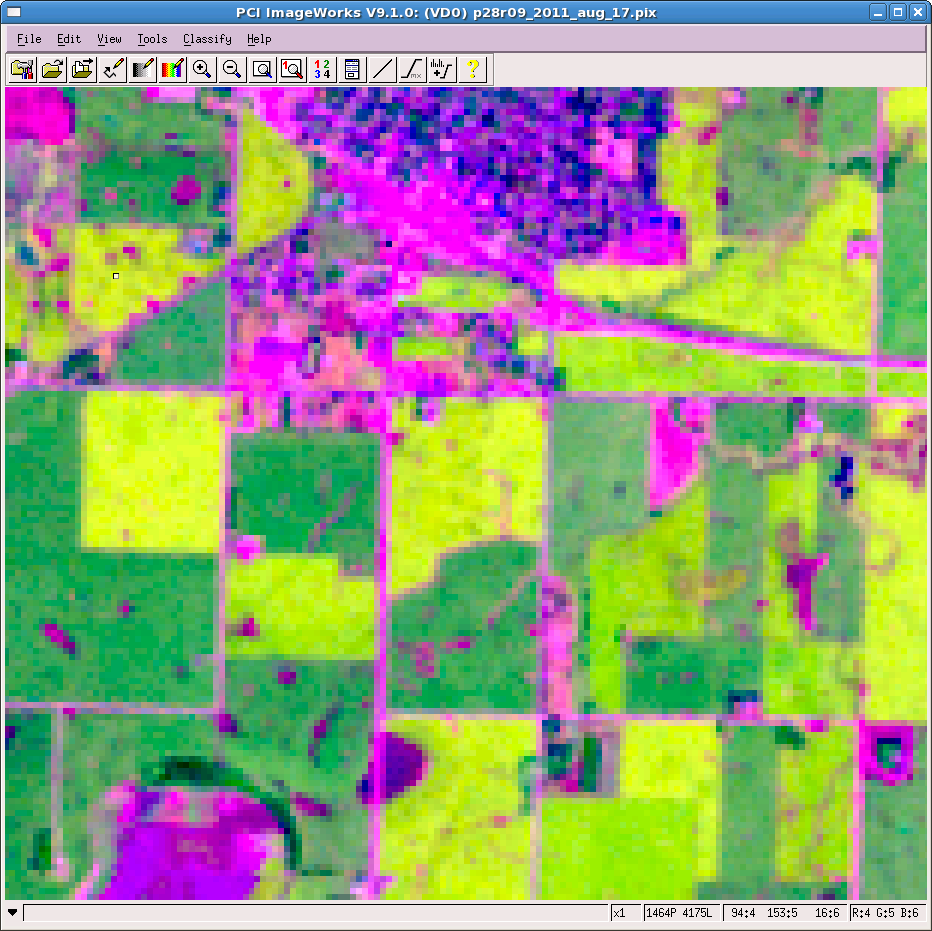 PCI ImageWorks V9.1.0: (VD0) p28r09_2011_aug_17.pix
File Edit View Tools Classify Help
1 2 3 4 mx ?
x1 1464P 4175L 94:4 153:5 16:6 R:4 G:5 B:6